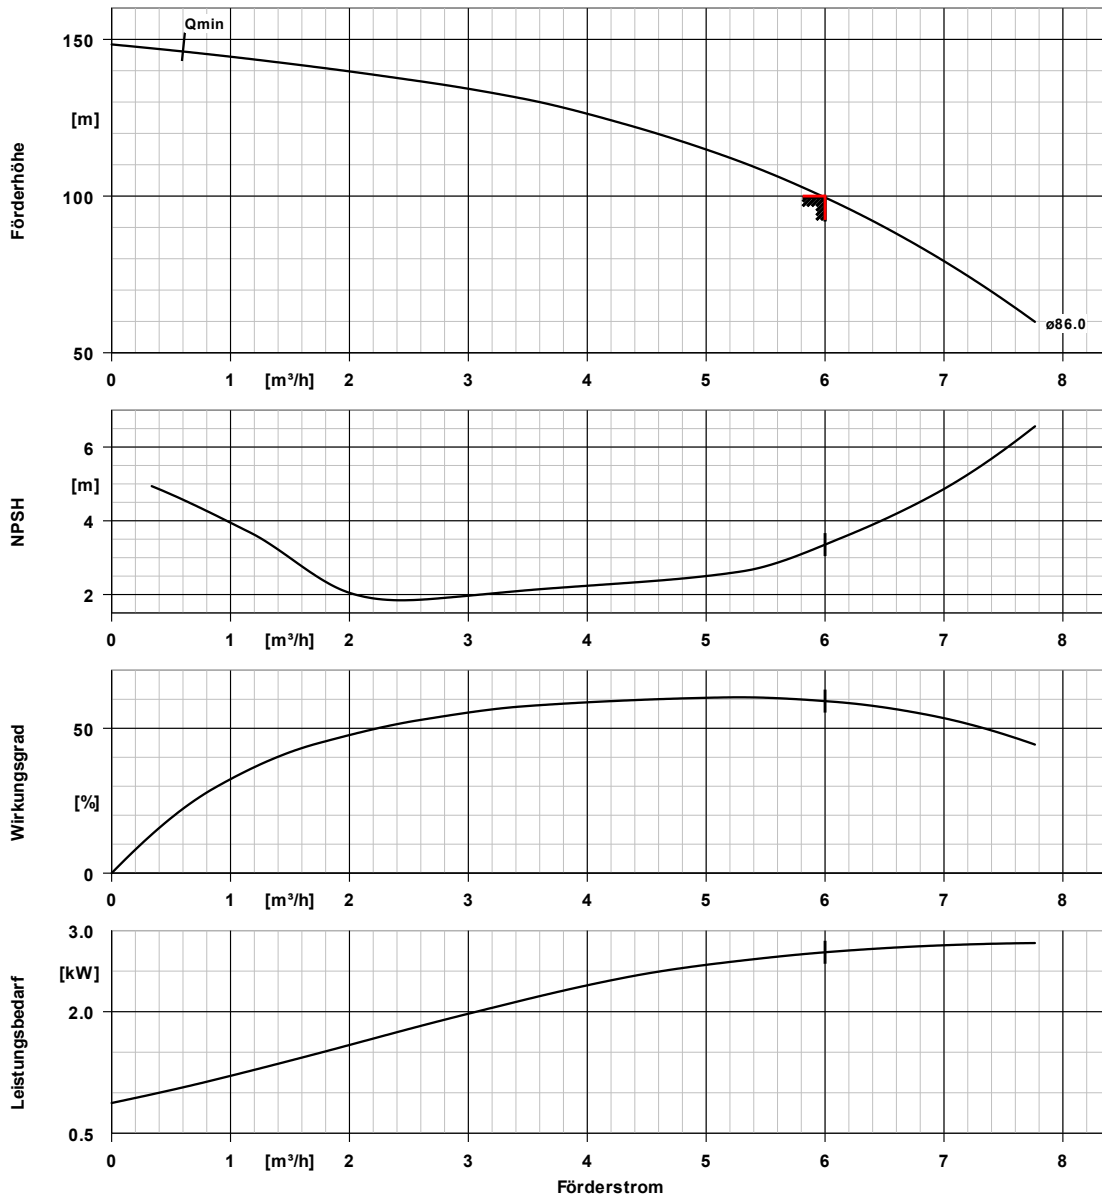 Qmin
150
[m]
100
50
Förderhöhe
ø86.0
0 1 [m³/h] 2 3 4 5 6 7 8
6
[m]
4
2
NPSH
0 1 [m³/h] 2 3 4 5 6 7 8
50
[%]
0
Wirkungsgrad
0 1 [m³/h] 2 3 4 5 6 7 8
3.0
[kW]
2.0
0.5
Leistungsbedarf
0 1 [m³/h] 2 3 4 5 6 7 8
Förderstrom